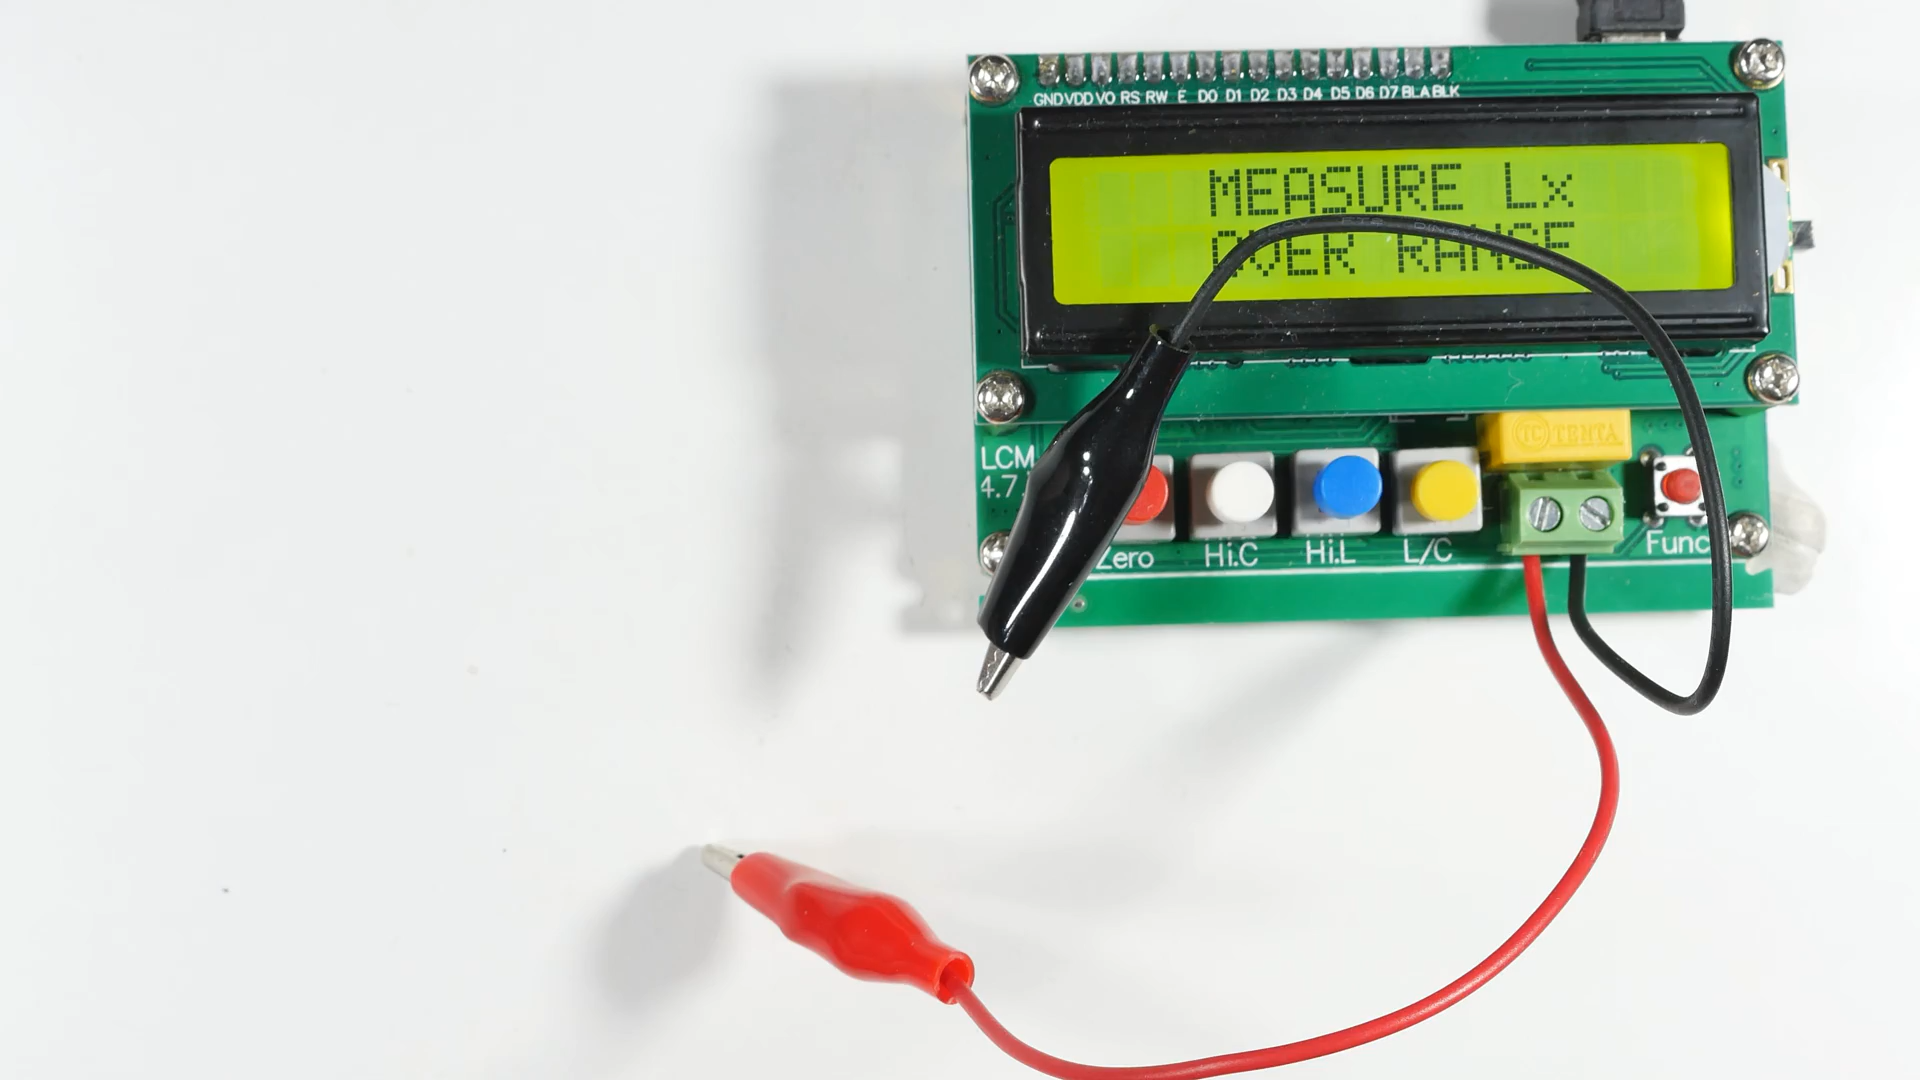 GND VDD VO RS RW E D0 D1 D2 D3 D4 D5 D6 D7 BLA BLK
MEASURE Lx
OVER RANGE
TENTA
LCM
4.7
Zero Hi.C Hi.L L/C Func